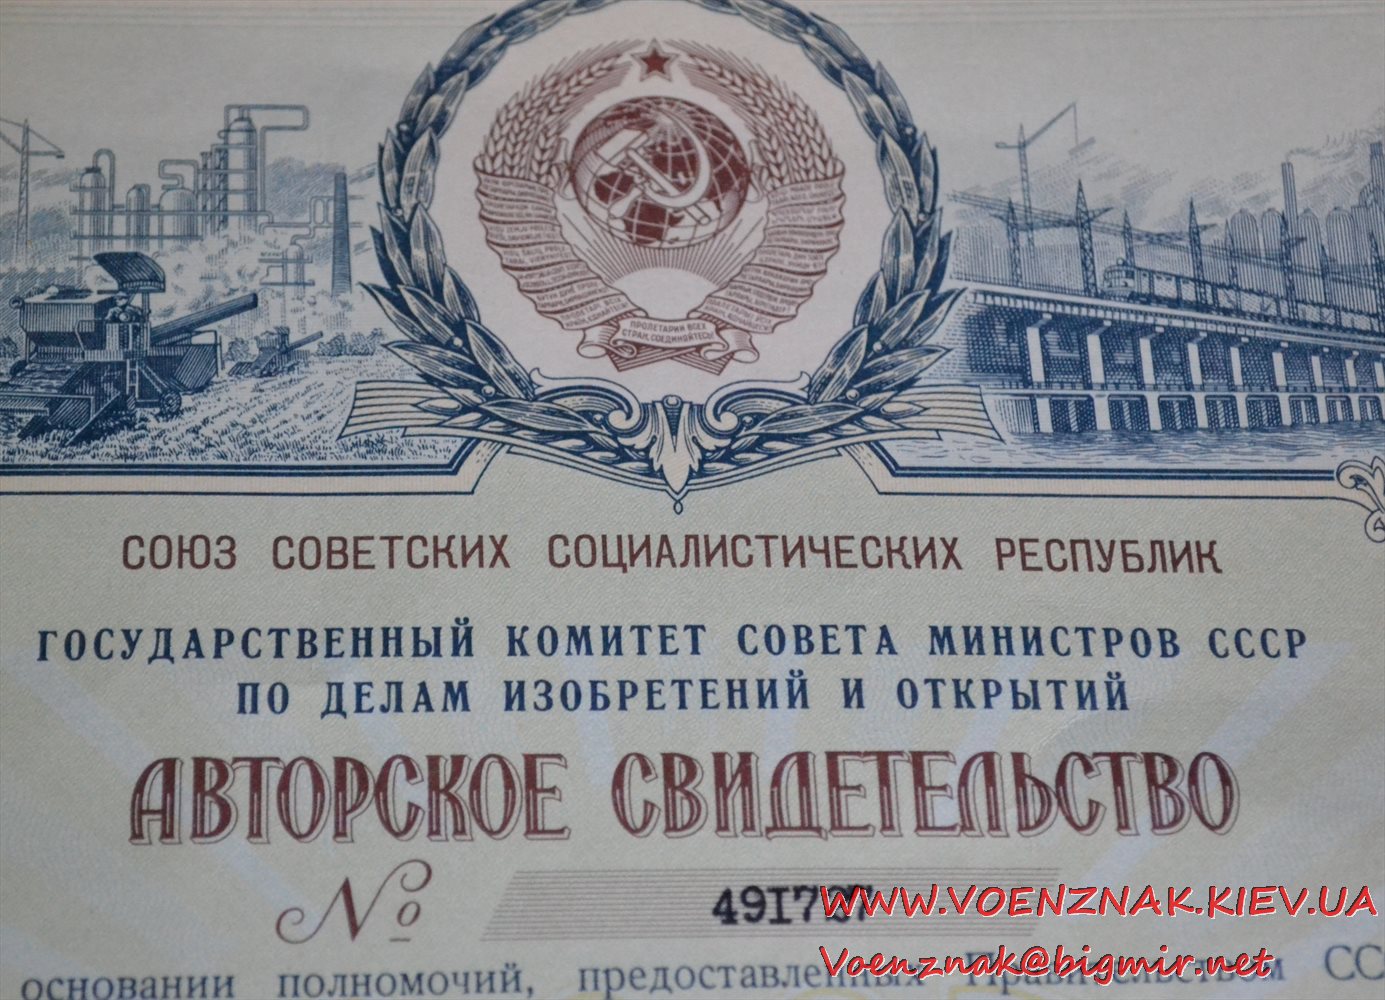 ПРОЛЕТАРИИ ВСЕХ
СТРАН, СОЕДИНЯЙТЕСЬ!
СОЮЗ СОВЕТСКИХ СОЦИАЛИСТИЧЕСКИХ РЕСПУБЛИК
ГОСУДАРСТВЕННЫЙ КОМИТЕТ СОВЕТА МИНИСТРОВ СССР
ПО ДЕЛАМ ИЗОБРЕТЕНИЙ И ОТКРЫТИЙ
АВТОРСКОЕ СВИДЕТЕЛЬСТВО
№
WWW.VOENZNAK.KIEV.UA
Voenznak@bigmir.net
основании полномочий, предоставленных Правительством